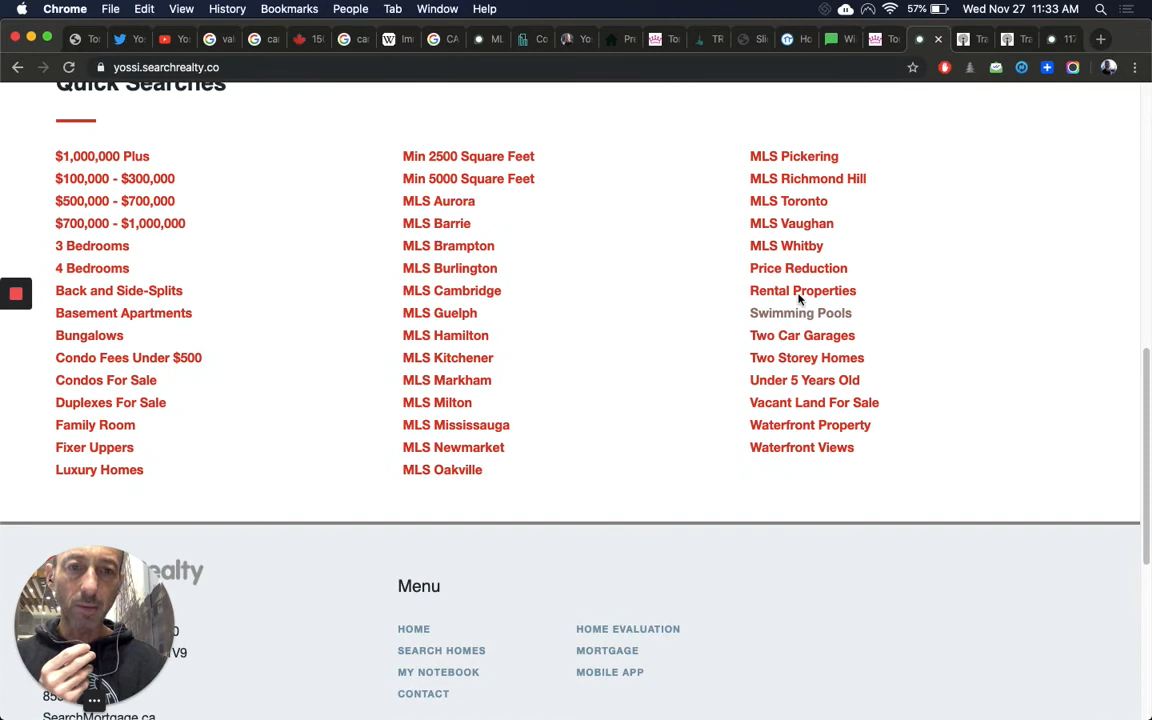 Chrome File Edit View History Bookmarks People Tab Window Help 57% Wed Nov 27 11:33 AM
yossi.searchrealty.co
Quick Searches
$1,000,000 Plus
$100,000 - $300,000
$500,000 - $700,000
$700,000 - $1,000,000
3 Bedrooms
4 Bedrooms
Back and Side-Splits
Basement Apartments
Bungalows
Condo Fees Under $500
Condos For Sale
Duplexes For Sale
Family Room
Fixer Uppers
Luxury Homes
Min 2500 Square Feet
Min 5000 Square Feet
MLS Aurora
MLS Barrie
MLS Brampton
MLS Burlington
MLS Cambridge
MLS Guelph
MLS Hamilton
MLS Kitchener
MLS Markham
MLS Milton
MLS Mississauga
MLS Newmarket
MLS Oakville
MLS Pickering
MLS Richmond Hill
MLS Toronto
MLS Vaughan
MLS Whitby
Price Reduction
Rental Properties
Swimming Pools
Two Car Garages
Two Storey Homes
Under 5 Years Old
Vacant Land For Sale
Waterfront Property
Waterfront Views
ealty
SearchMortgage.ca
Menu
HOME
SEARCH HOMES
MY NOTEBOOK
CONTACT
HOME EVALUATION
MORTGAGE
MOBILE APP